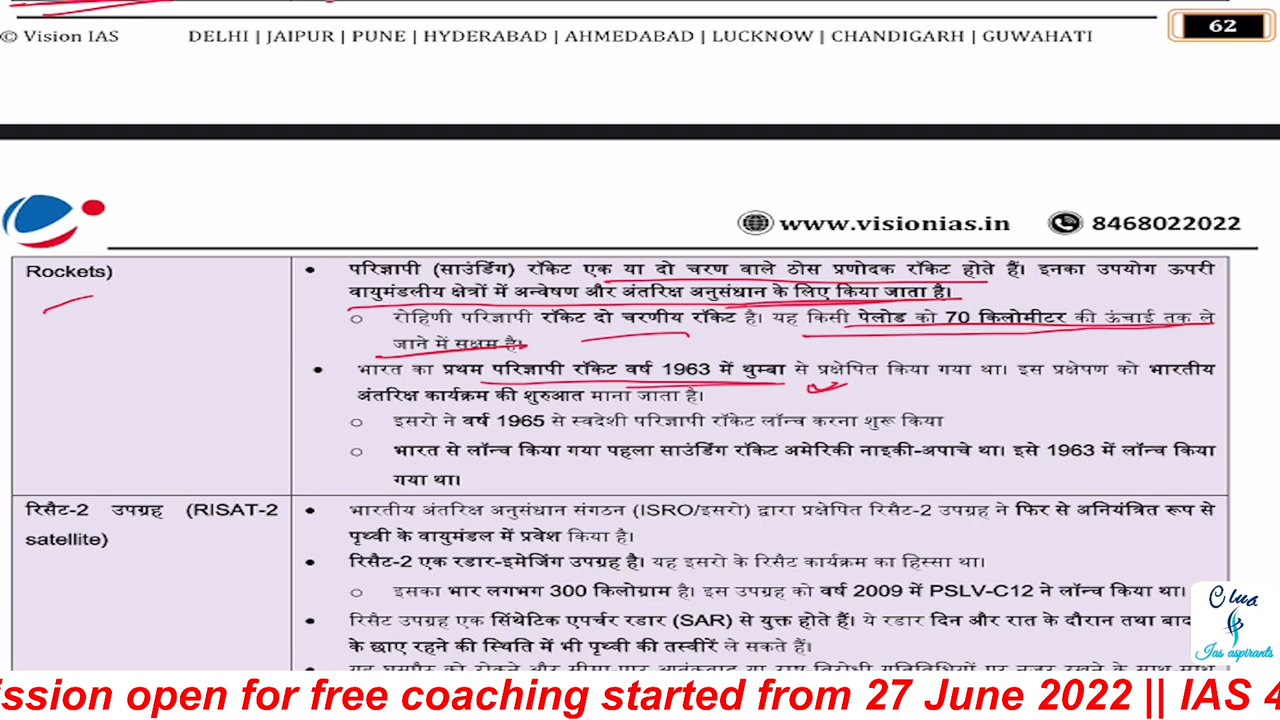 © Vision IAS DELHI | JAIPUR | PUNE | HYDERABAD | AHMEDABAD | LUCKNOW | CHANDIGARH | GUWAHATI 62
www.visionias.in 8468022022
Rockets)
• परिज्ञापी (साउंडिंग) रॉकेट एक या दो चरण वाले ठोस प्रणोदक रॉकेट होते हैं। इनका उपयोग ऊपरी
वायुमंडलीय क्षेत्रों में अन्वेषण और अंतरिक्ष अनुसंधान के लिए किया जाता है।
o रोहिणी परिज्ञापी रॉकेट दो चरणीय रॉकेट है। यह किसी पेलोड को 70 किलोमीटर की ऊंचाई तक ले
जाने में सक्षम है।
• भारत का प्रथम परिज्ञापी रॉकेट वर्ष 1963 में थुम्बा से प्रक्षेपित किया गया था। इस प्रक्षेपण को भारतीय
अंतरिक्ष कार्यक्रम की शुरुआत माना जाता है।
o इसरो ने वर्ष 1965 से स्वदेशी परिज्ञापी रॉकेट लॉन्च करना शुरू किया
o भारत से लॉन्च किया गया पहला साउंडिंग रॉकेट अमेरिकी नाइकी-अपाचे था। इसे 1963 में लॉन्च किया
गया था।
रिसैट-2 उपग्रह (RISAT-2
satellite)
• भारतीय अंतरिक्ष अनुसंधान संगठन (ISRO/इसरो) द्वारा प्रक्षेपित रिसैट-2 उपग्रह ने फिर से अनियंत्रित रूप से
पृथ्वी के वायुमंडल में प्रवेश किया है।
• रिसैट-2 एक रडार-इमेजिंग उपग्रह है। यह इसरो के रिसैट कार्यक्रम का हिस्सा था।
o इसका भार लगभग 300 किलोग्राम है। इस उपग्रह को वर्ष 2009 में PSLV-C12 ने लॉन्च किया था।
• रिसैट उपग्रह एक सिंथेटिक एपर्चर रडार (SAR) से युक्त होते हैं। ये रडार दिन और रात के दौरान तथा बाद
के छाए रहने की स्थिति में भी पृथ्वी की तस्वीरें ले सकते हैं।
Clue
Ias aspirants
ission open for free coaching started from 27 June 2022 || IAS 4